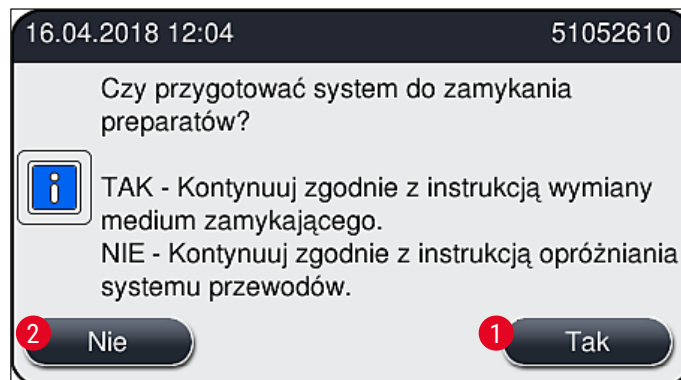 16.04.2018 12:04 51052610
Czy przygotować system do zamykania
preparatów?
TAK - Kontynuuj zgodnie z instrukcją wymiany
medium zamykającego.
NIE - Kontynuuj zgodnie z instrukcją opróżniania
systemu przewodów.
2 Nie 1 Tak